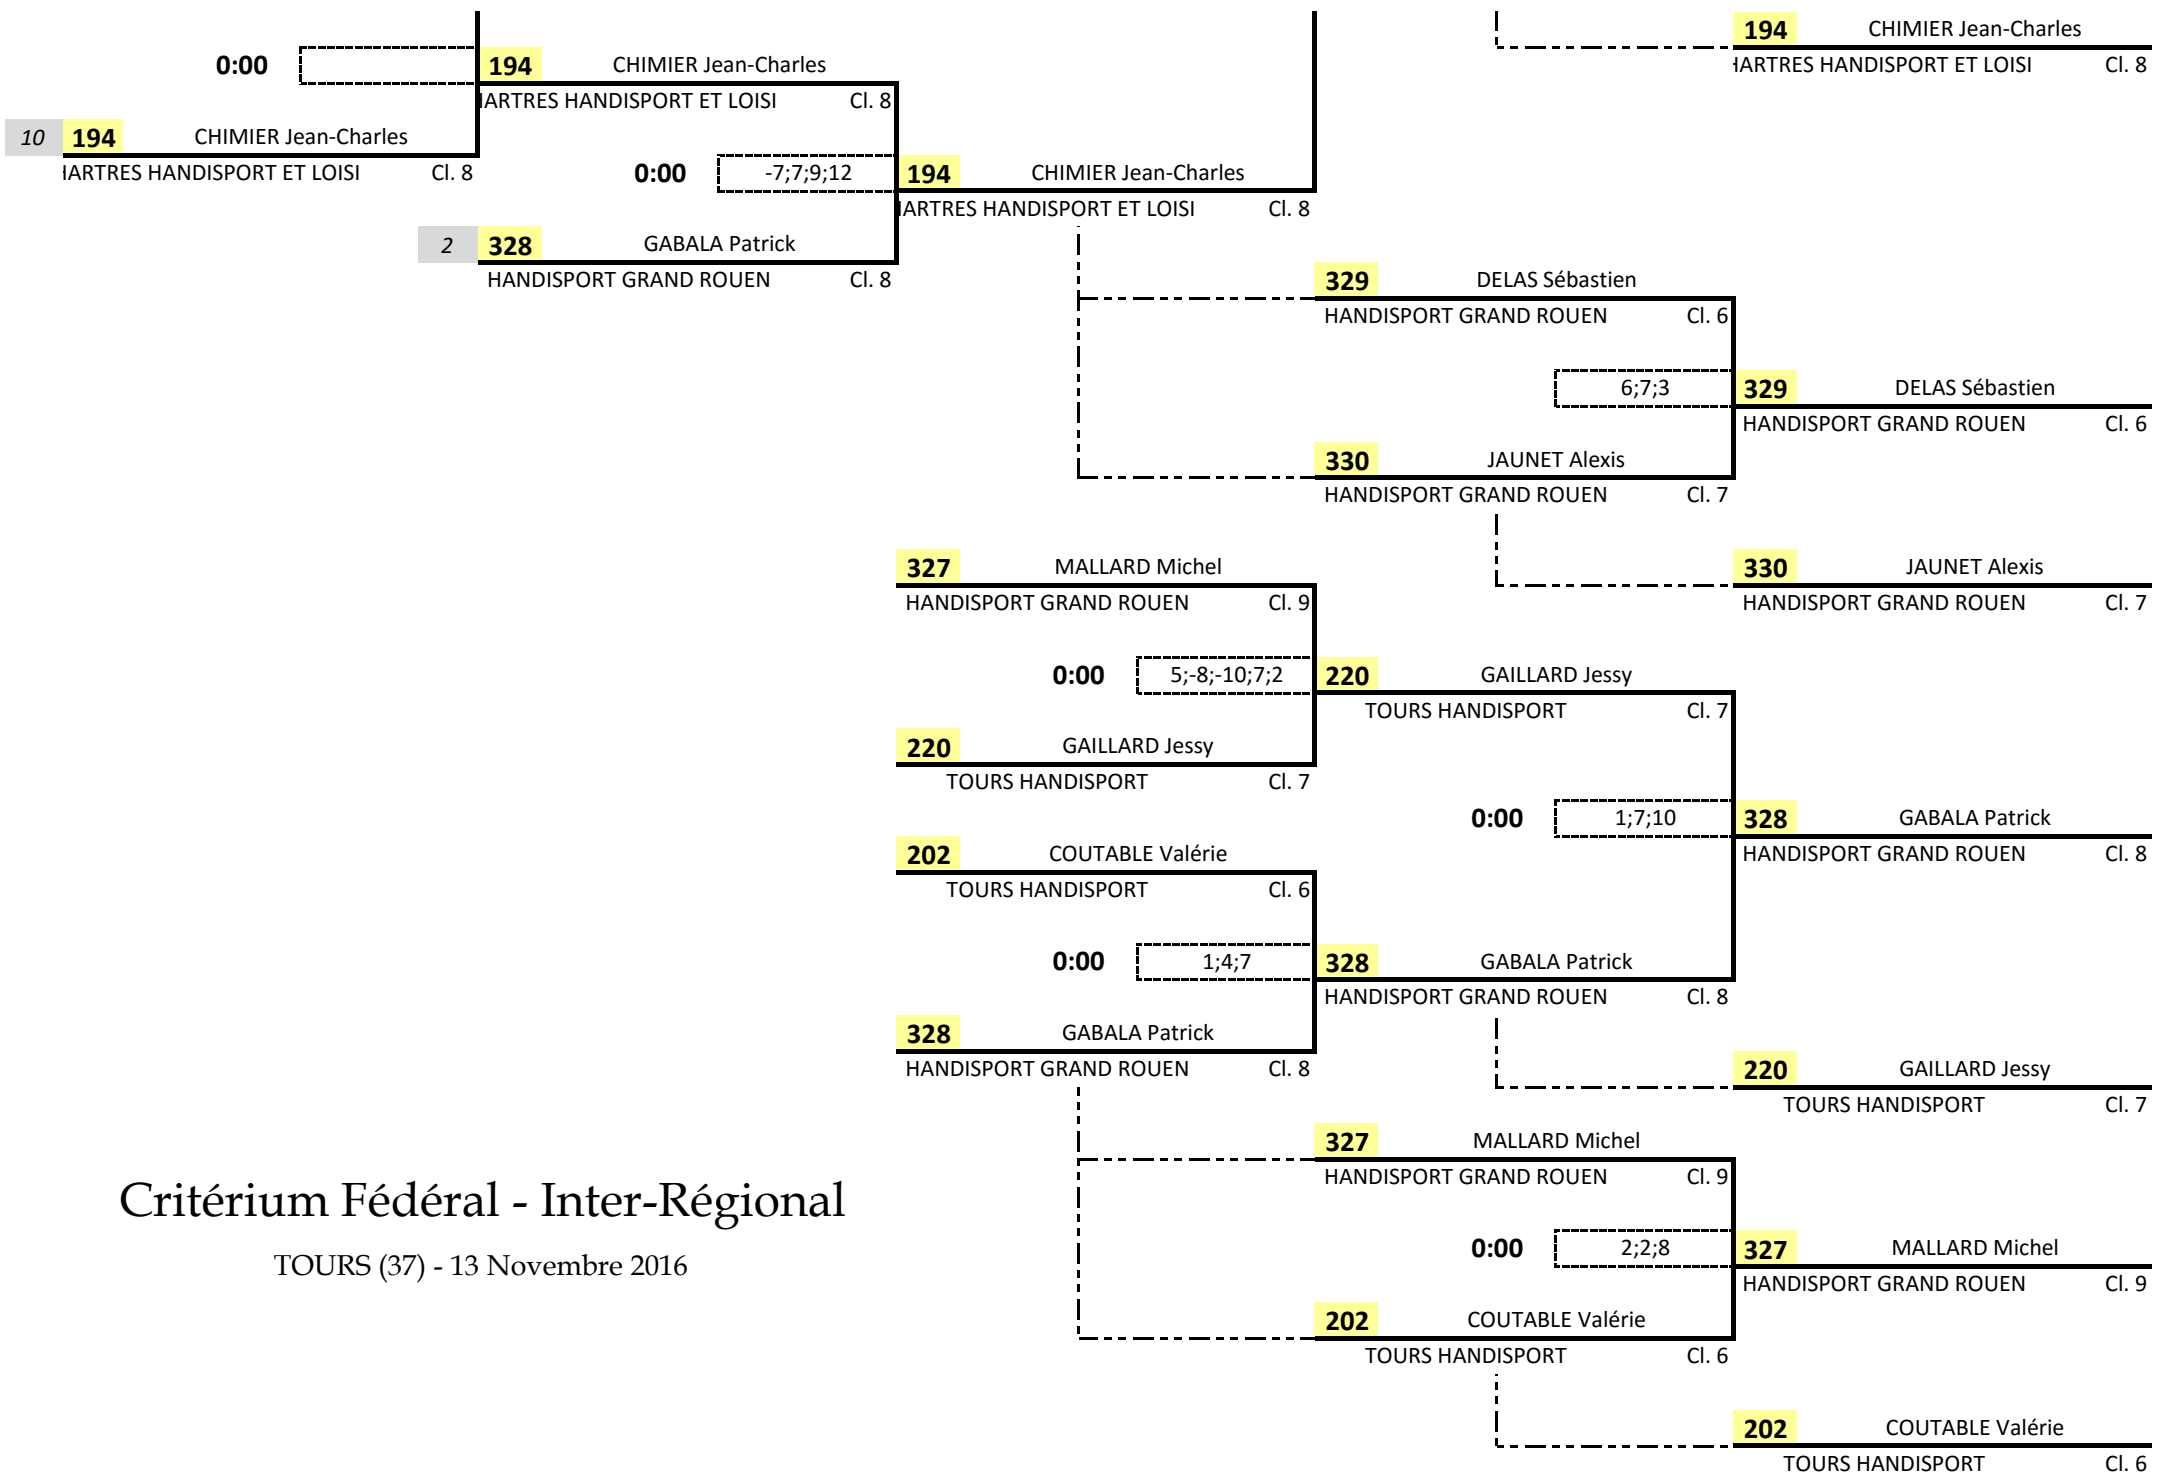 194 CHIMIER Jean-Charles
0:00
194 CHIMIER Jean-Charles
HARTRES HANDISPORT ET LOISI Cl. 8
HARTRES HANDISPORT ET LOISI Cl. 8
10 194 CHIMIER Jean-Charles
HARTRES HANDISPORT ET LOISI Cl. 8
0:00 -7;7;9;12
194 CHIMIER Jean-Charles
HARTRES HANDISPORT ET LOISI Cl. 8
2 328 GABALA Patrick
HANDISPORT GRAND ROUEN Cl. 8
329 DELAS Sébastien
HANDISPORT GRAND ROUEN Cl. 6
6;7;3
329 DELAS Sébastien
HANDISPORT GRAND ROUEN Cl. 6
330 JAUNET Alexis
HANDISPORT GRAND ROUEN Cl. 7
327 MALLARD Michel
HANDISPORT GRAND ROUEN Cl. 9
330 JAUNET Alexis
HANDISPORT GRAND ROUEN Cl. 7
0:00 5;-8;-10;7;2
220 GAILLARD Jessy
TOURS HANDISPORT Cl. 7
220 GAILLARD Jessy
TOURS HANDISPORT Cl. 7
0:00 1;7;10
328 GABALA Patrick
HANDISPORT GRAND ROUEN Cl. 8
202 COUTABLE Valérie
TOURS HANDISPORT Cl. 6
0:00 1;4;7
328 GABALA Patrick
HANDISPORT GRAND ROUEN Cl. 8
328 GABALA Patrick
HANDISPORT GRAND ROUEN Cl. 8
220 GAILLARD Jessy
TOURS HANDISPORT Cl. 7
327 MALLARD Michel
HANDISPORT GRAND ROUEN Cl. 9
Critérium Fédéral - Inter-Régional
TOURS (37) - 13 Novembre 2016
0:00 2;2;8
327 MALLARD Michel
HANDISPORT GRAND ROUEN Cl. 9
202 COUTABLE Valérie
TOURS HANDISPORT Cl. 6
202 COUTABLE Valérie
TOURS HANDISPORT Cl. 6